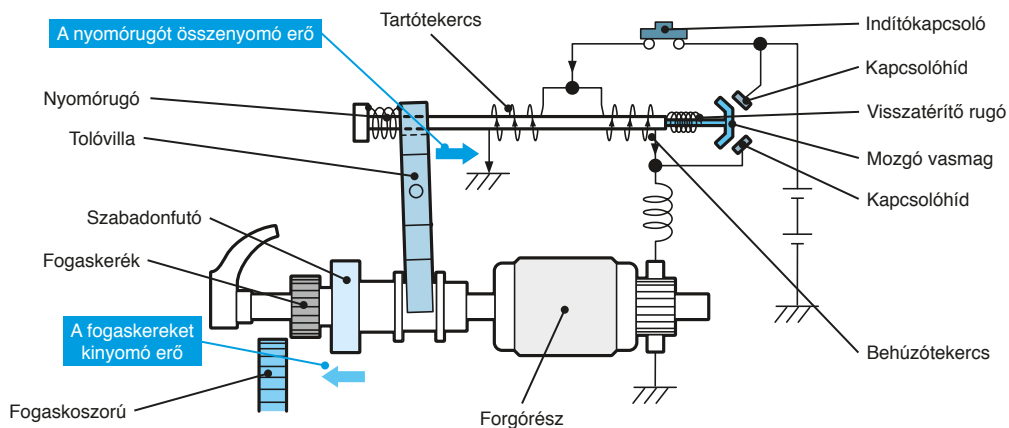 A nyomórugót összenyomó erő
Tartótekercs
Indítókapcsoló
Kapcsolóhíd
Nyomórugó
Visszatérítő rugó
Tolóvilla
Mozgó vasmag
Kapcsolóhíd
Szabadonfutó
Fogaskerék
A fogaskereket
kinyomó erő
Behúzótekercs
Fogaskoszorú
Forgórész